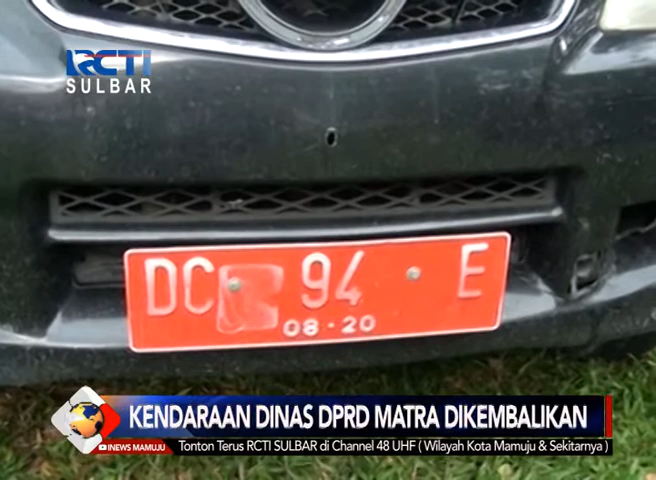 RCTI
SULBAR
DC 94 E
08-20
KENDARAAN DINAS DPRD MATRA DIKEMBALIKAN
INEWS MAMUJU
Tonton Terus RCTI SULBAR di Channel 48 UHF ( Wilayah Kota Mamuju & Sekitarnya )